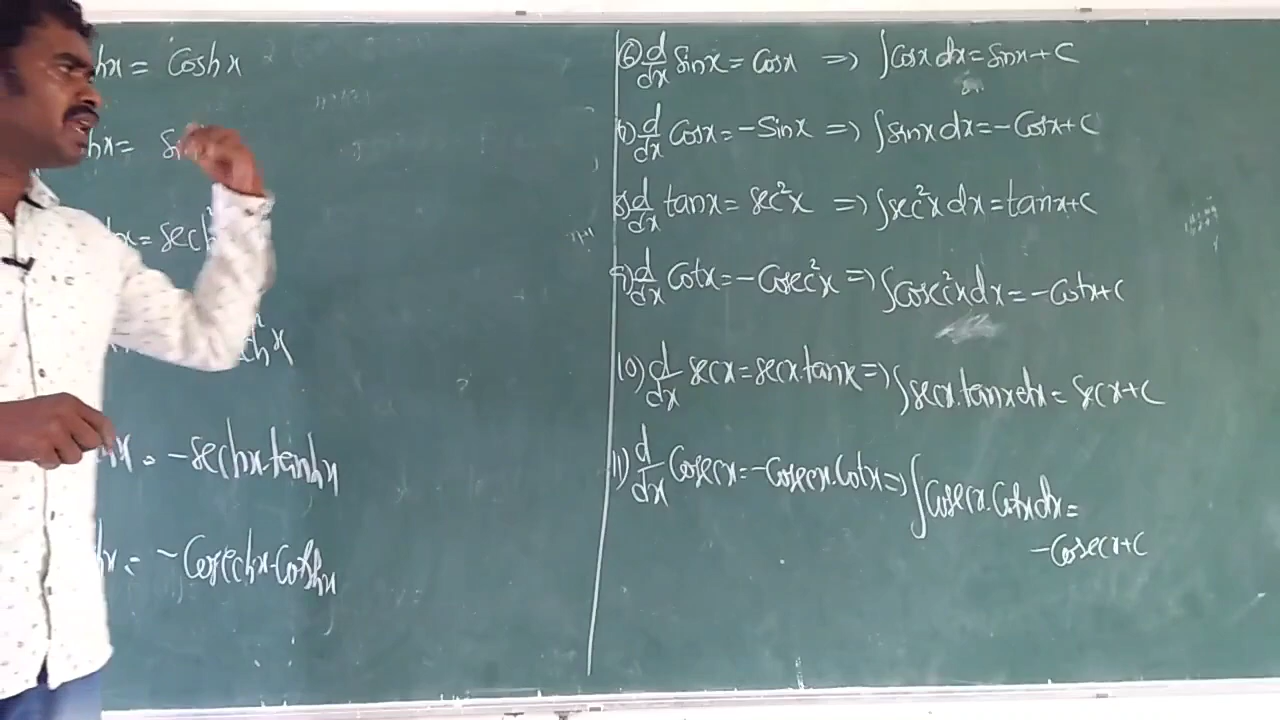 hx = Coshx
hx = Si
hx = sech²
chx
x = -sechx.tanhx
hx = -Cosechx.Cothx
6) d/dx sinx = Cosx => ∫Cosx dx = sinx+C
7) d/dx Cosx = -Sinx => ∫sinx dx = -Cosx+C
8) d/dx tanx = sec²x => ∫sec²x dx = tanx+C
9) d/dx Cotx = -Cosec²x => ∫Cosec²x dx = -Cotx+C
10) d/dx secx = secx.tanx => ∫secx.tanx dx = secx+C
11) d/dx Cosecx = -Cosecx.Cotx => ∫Cosecx.Cotx dx =
-Cosecx+C